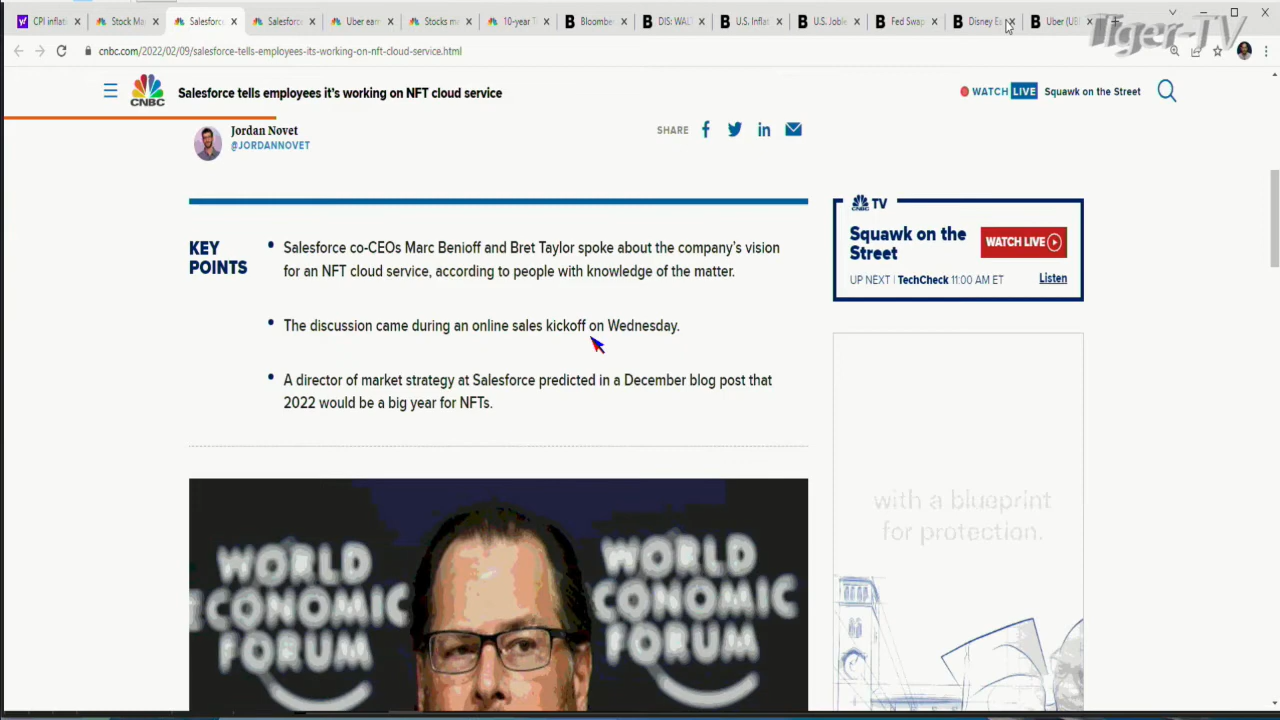 CPI inflati
Stock Ma
Salesforc
Salesforc
Uber ear
Stocks m
10-year T
Bloombe
DIS: WAL
U.S. Inflat
U.S. Joble
Fed Swap
Disney Ea
Uber (UB
Tiger-TV
cnbc.com/2022/02/09/salesforce-tells-employees-its-working-on-nft-cloud-service.html
CNBC
Salesforce tells employees it's working on NFT cloud service
WATCH LIVE Squawk on the Street
Jordan Novet
@JORDANNOVET
SHARE
KEY
POINTS
Salesforce co-CEOs Marc Benioff and Bret Taylor spoke about the company's vision
for an NFT cloud service, according to people with knowledge of the matter.
The discussion came during an online sales kickoff on Wednesday.
A director of market strategy at Salesforce predicted in a December blog post that
2022 would be a big year for NFTs.
CNBC TV
Squawk on the
Street
WATCH LIVE
UP NEXT | TechCheck 11:00 AM ET
Listen
with a blueprint
for protection.
WORLD
ECONOMIC
FORUM
WORLD
ECONOMIC
FORUM